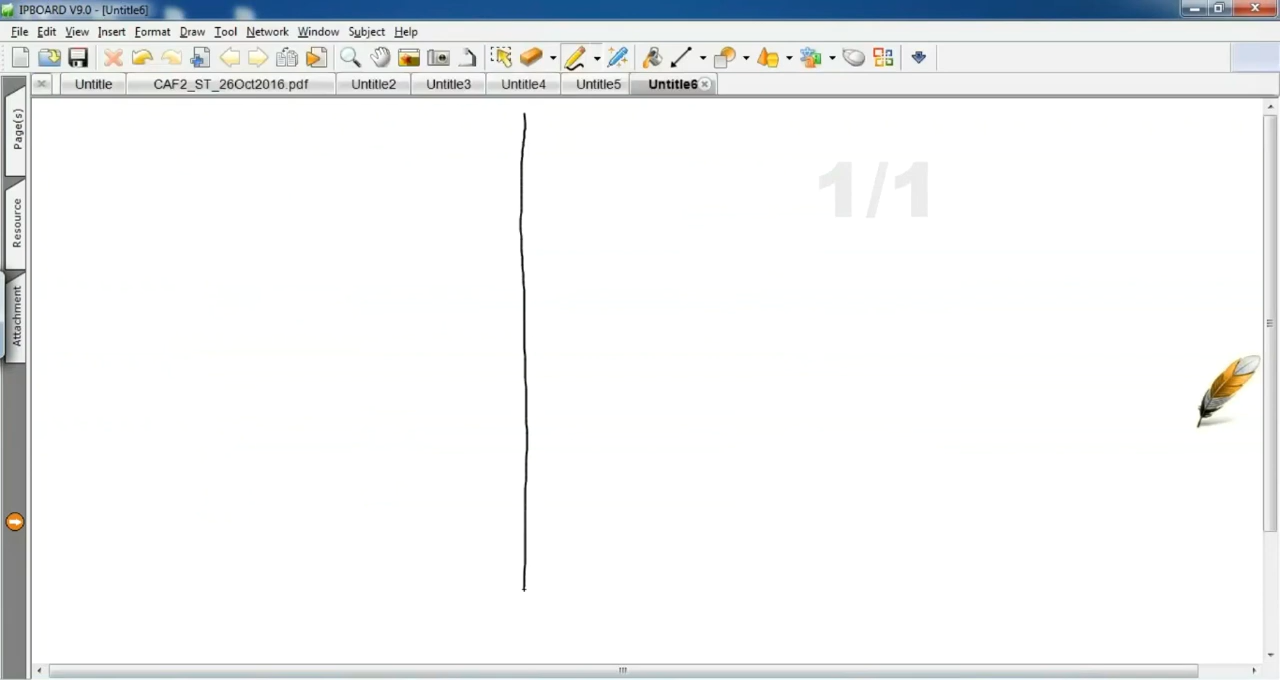 IPBOARD V9.0 - [Untitle6]
File Edit View Insert Format Draw Tool Network Window Subject Help
Untitle CAF2_ST_26Oct2016.pdf Untitle2 Untitle3 Untitle4 Untitle5 Untitle6
Page(s)
Resource
Attachment
1/1